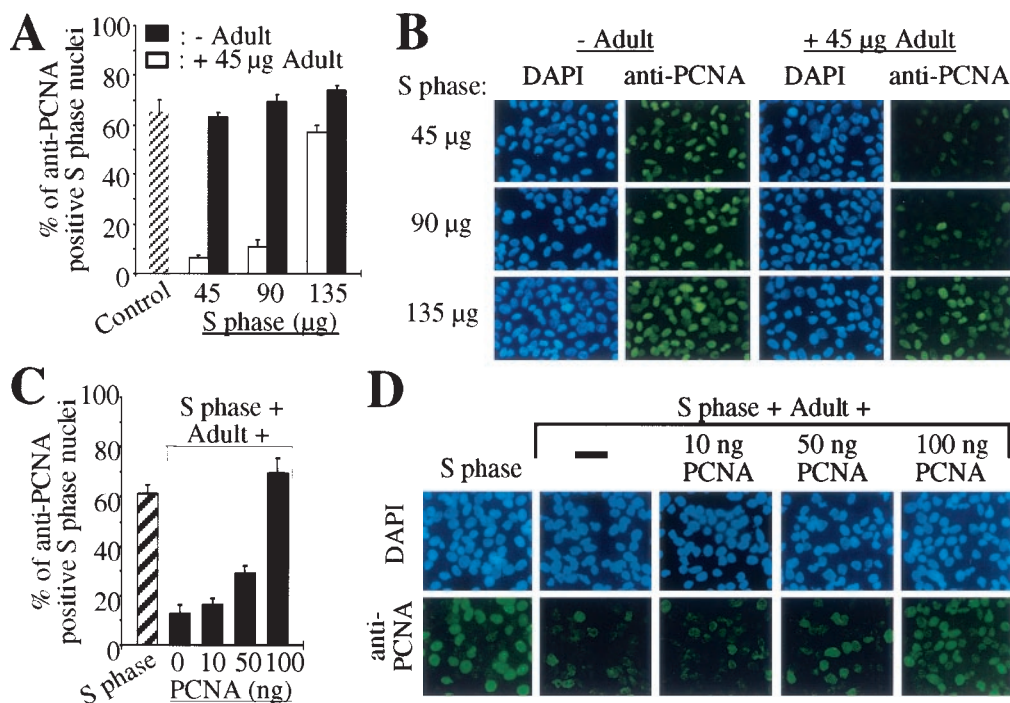 A
% of anti-PCNA
positive S phase nuclei
100
80
60
40
20
0
: - Adult
: + 45 µg Adult
Control
45 90 135
S phase (µg)
B
- Adult + 45 µg Adult
DAPI anti-PCNA DAPI anti-PCNA
S phase:
45 µg
90 µg
135 µg
C
% of anti-PCNA
positive S phase nuclei
100
80
60
40
20
0
S phase +
Adult +
S phase
0 10 50 100
PCNA (ng)
D
S phase + Adult +
S phase
–
10 ng
PCNA
50 ng
PCNA
100 ng
PCNA
DAPI
anti-
PCNA